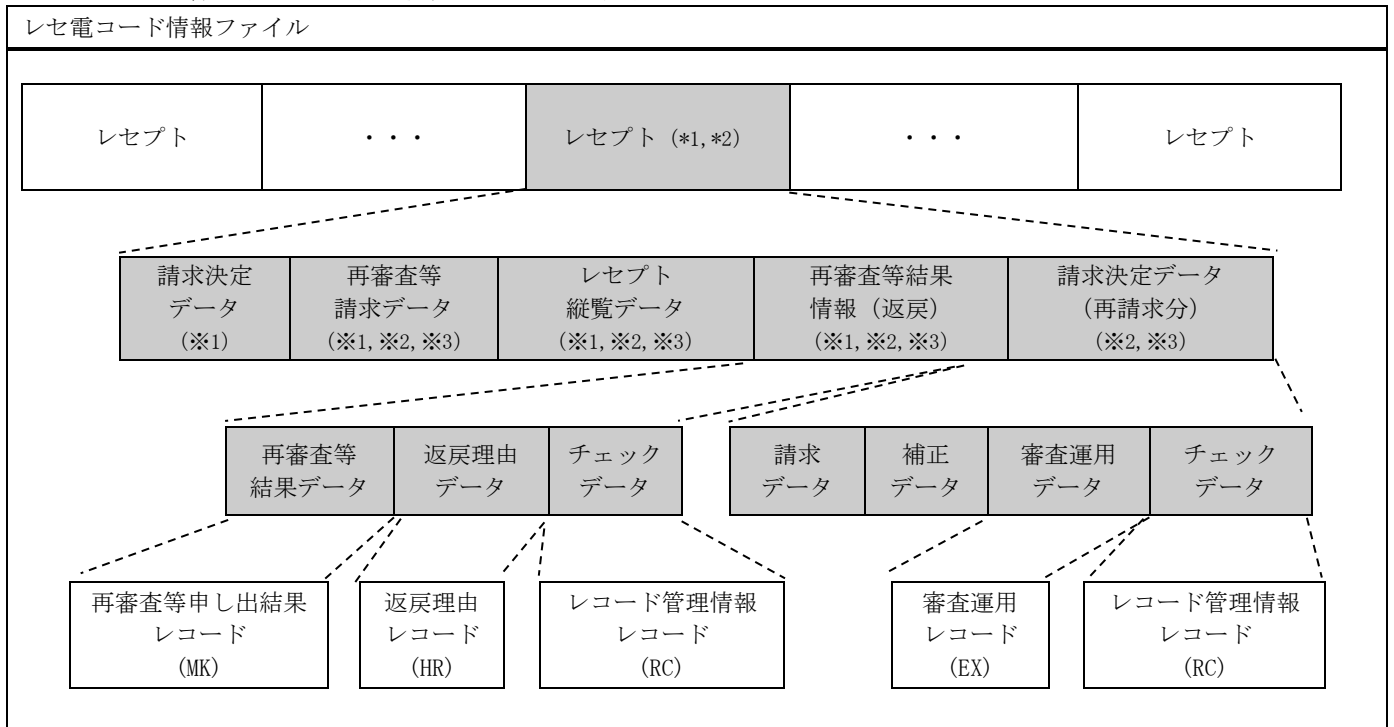 レセ電コード情報ファイル
レセプト
・・・
レセプト (*1,*2)
・・・
レセプト
請求決定
データ
(※1)
再審査等
請求データ
(※1,※2,※3)
レセプト
縦覧データ
(※1,※2,※3)
再審査等結果
情報(返戻)
(※1,※2,※3)
請求決定データ
(再請求分)
(※2,※3)
再審査等
結果データ
返戻理由
データ
チェック
データ
請求
データ
補正
データ
審査運用
データ
チェック
データ
再審査等申し出結果
レコード
(MK)
返戻理由
レコード
(HR)
レコード管理情報
レコード
(RC)
審査運用
レコード
(EX)
レコード管理情報
レコード
(RC)